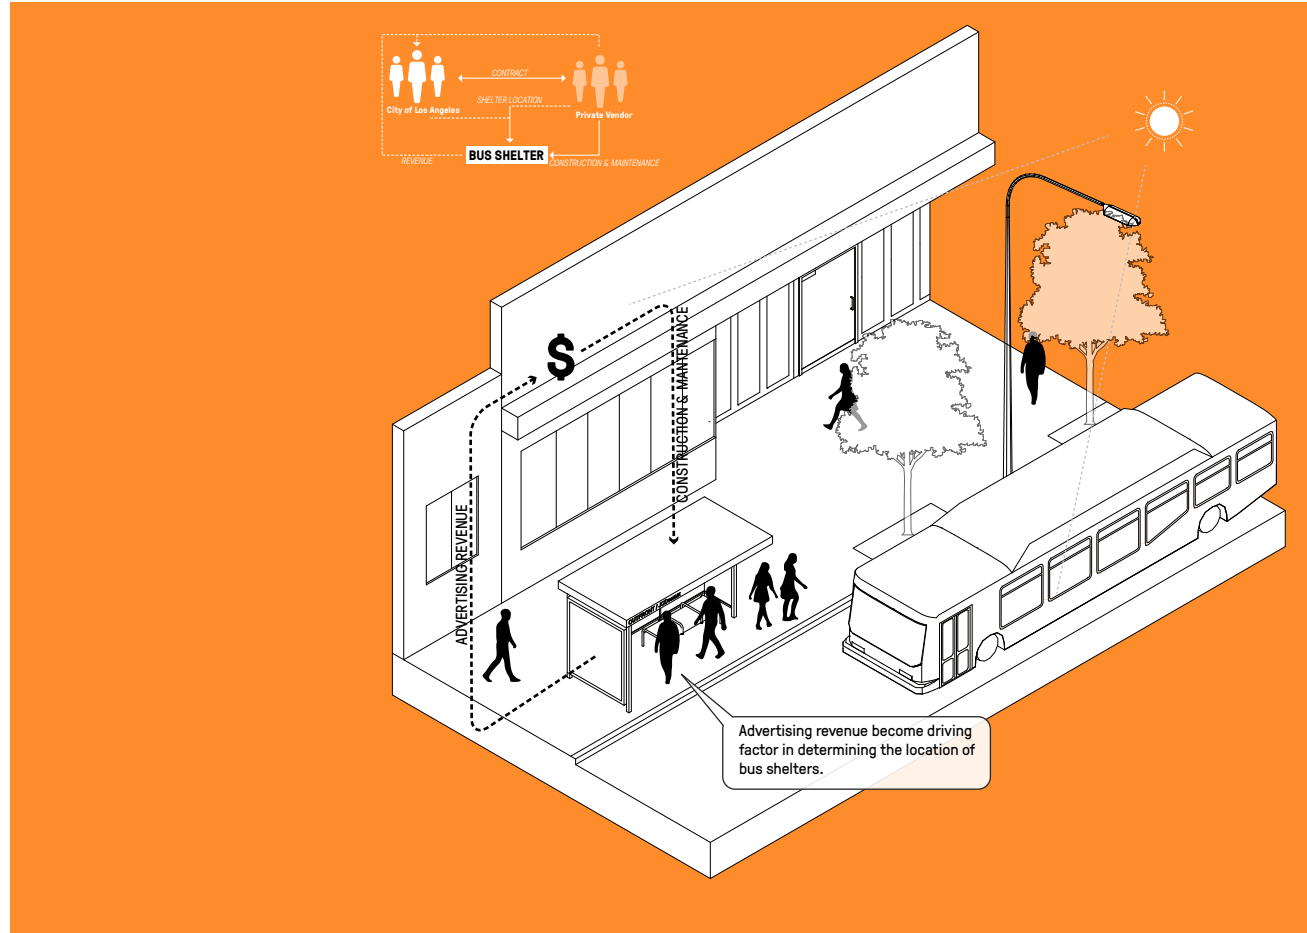 CONTRACT
City of Los Angeles
SHELTER LOCATION
Private Vendor
BUS SHELTER
REVENUE
CONSTRUCTION & MAINTENANCE
$
CONSTRUCTION & MANTENANCE
ADVERTISING REVENUE
Advertising revenue become driving
factor in determining the location of
bus shelters.